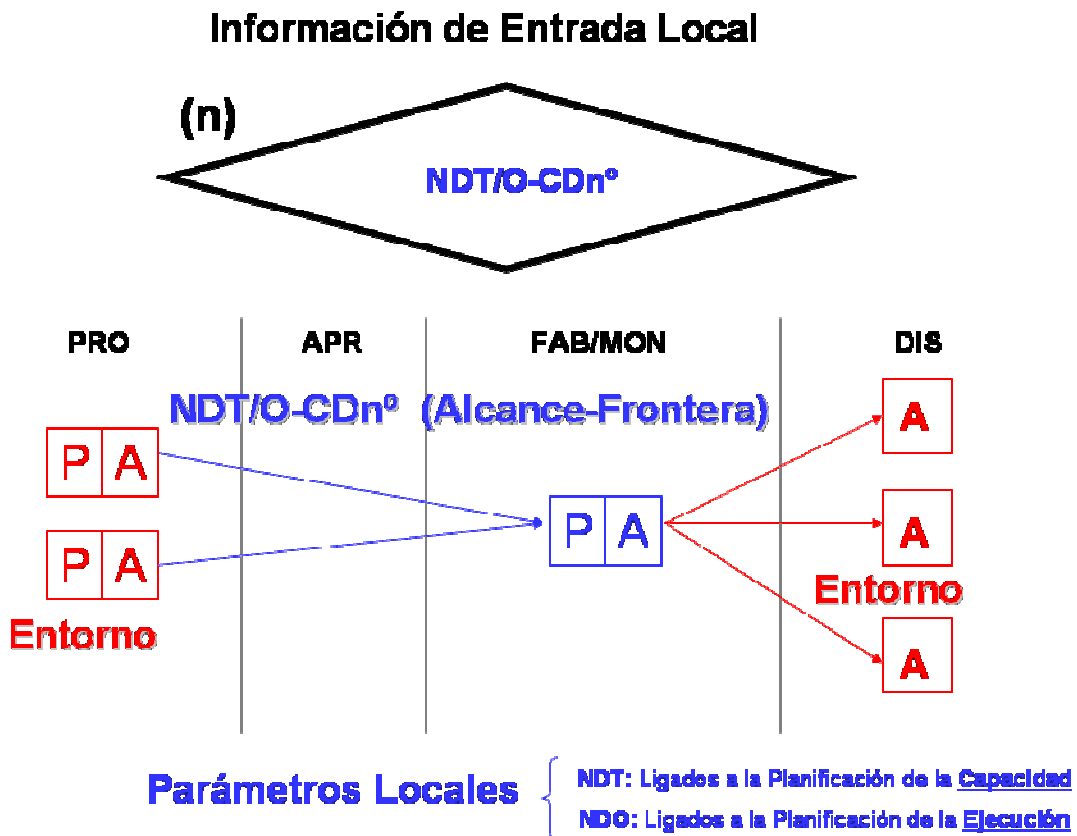 Información de Entrada Local
(n)
NDT/O-CDnº
PRO APR FAB/MON DIS
NDT/O-CDnº (Alcance-Frontera)
A
P A
P A
A
P A
Entorno
Entorno
A
Parámetros Locales
NDT: Ligados a la Planificación de la Capacidad
NDO: Ligados a la Planificación de la Ejecución